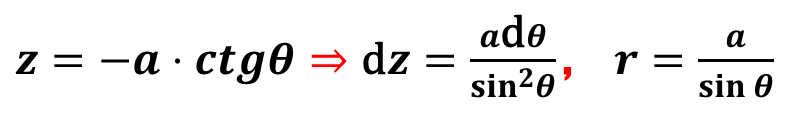 z = −a · ctgθ ⇒ dz = adθ/sin²θ, r = a/sin θ